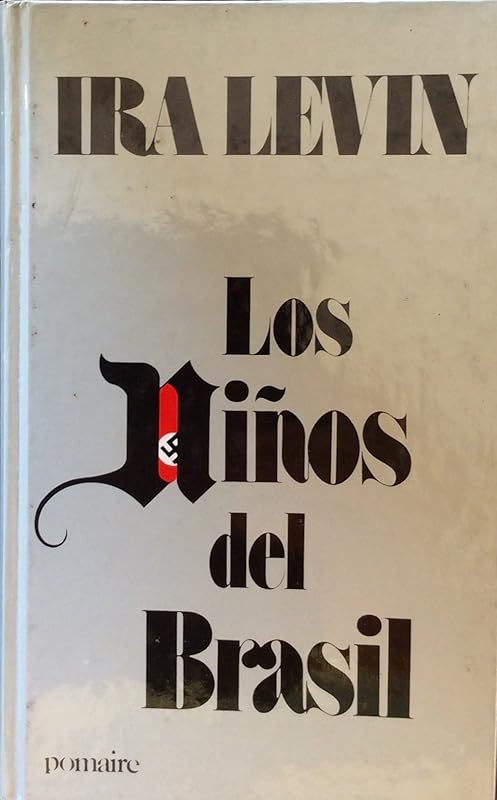 IRA LEVIN
Los
Niños
del
Brasil
pomaire